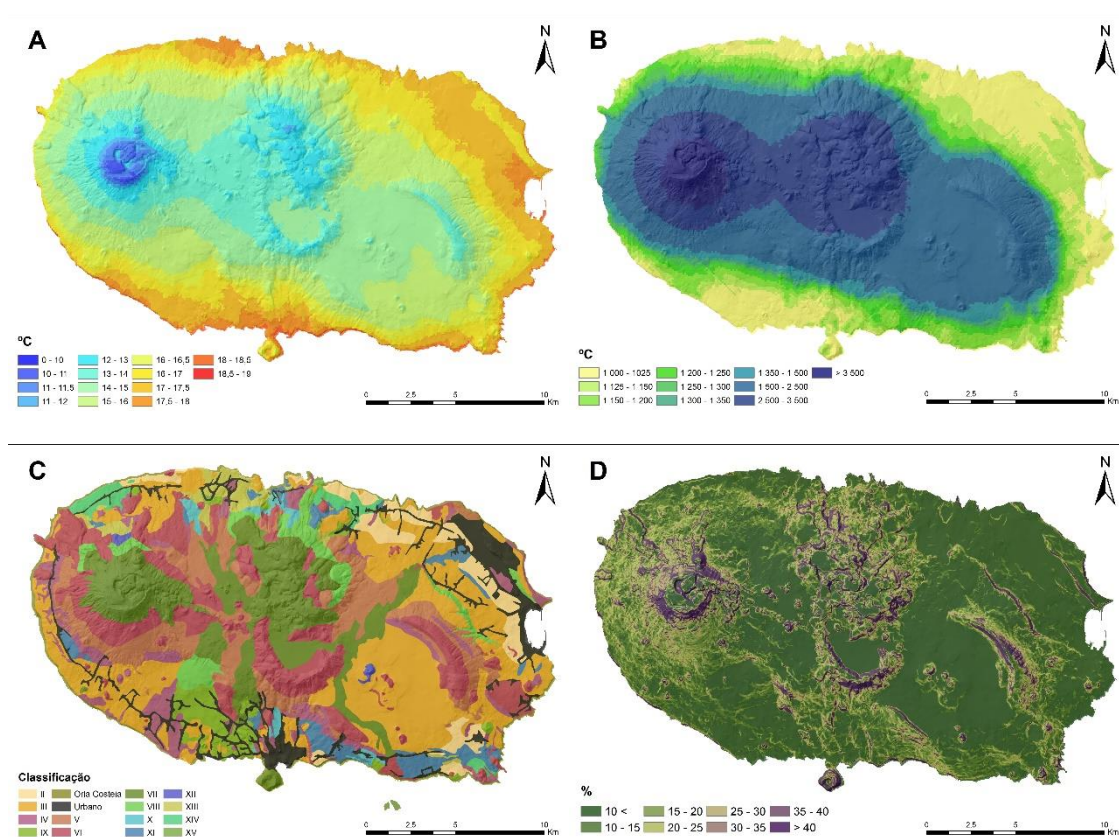 A
N
ºC
0 - 10
10 - 11
11 - 11,5
11 - 12
12 - 13
13 - 14
14 - 15
15 - 16
16 - 16,5
16 - 17
17 - 17,5
17,5 - 18
18 - 18,5
18,5 - 19
0 2,5 5 10
Km
B
N
ºC
1 000 - 1025
1 125 - 1 150
1 150 - 1 200
1 200 - 1 250
1 250 - 1 300
1 300 - 1 350
1 350 - 1 500
1 500 - 2 500
2 500 - 3 500
> 3 500
0 2,5 5 10
Km
C
N
Classificação
II
III
IX
Orla Costeia
Urbano
IV
V
VI
VII
VIII
X
XI
XII
XIII
XIV
XV
0 2,5 5 10
Km
D
N
%
10 <
10 - 15
15 - 20
20 - 25
25 - 30
30 - 35
35 - 40
> 40
0 2,5 5 10
Km